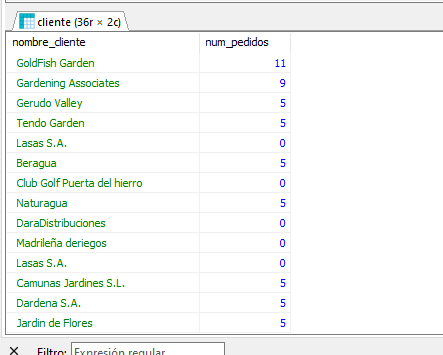 cliente (36r × 2c)
nombre_cliente num_pedidos
GoldFish Garden 11
Gardening Associates 9
Gerudo Valley 5
Tendo Garden 5
Lasas S.A. 0
Beragua 5
Club Golf Puerta del hierro 0
Naturagua 5
DaraDistribuciones 0
Madrileña deriegos 0
Lasas S.A. 0
Camunas Jardines S.L. 5
Dardena S.A. 5
Jardin de Flores 5
Filtro: Expresión regular